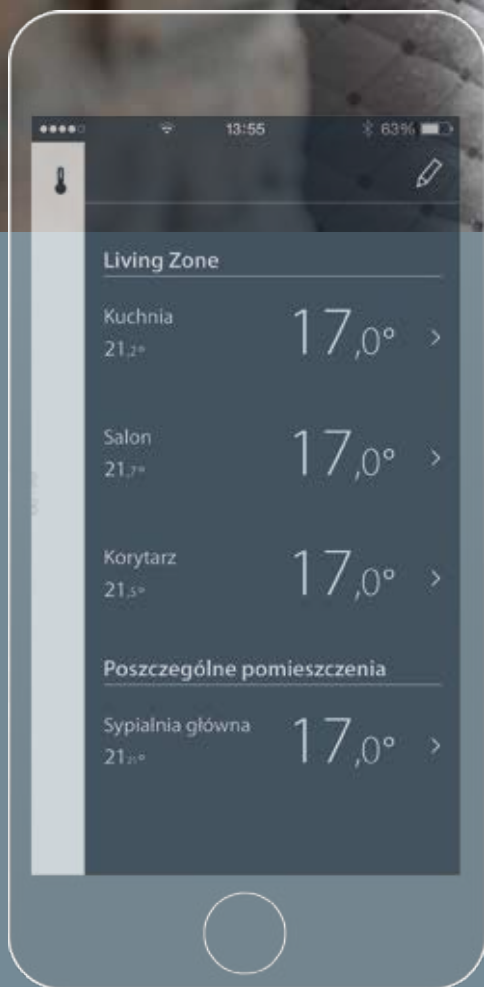 13:55
63%
Living Zone
Kuchnia
17,0°
21,2°
Salon
17,0°
21,7°
Korytarz
17,0°
21,5°
Poszczególne pomieszczenia
Sypialnia główna
17,0°
21